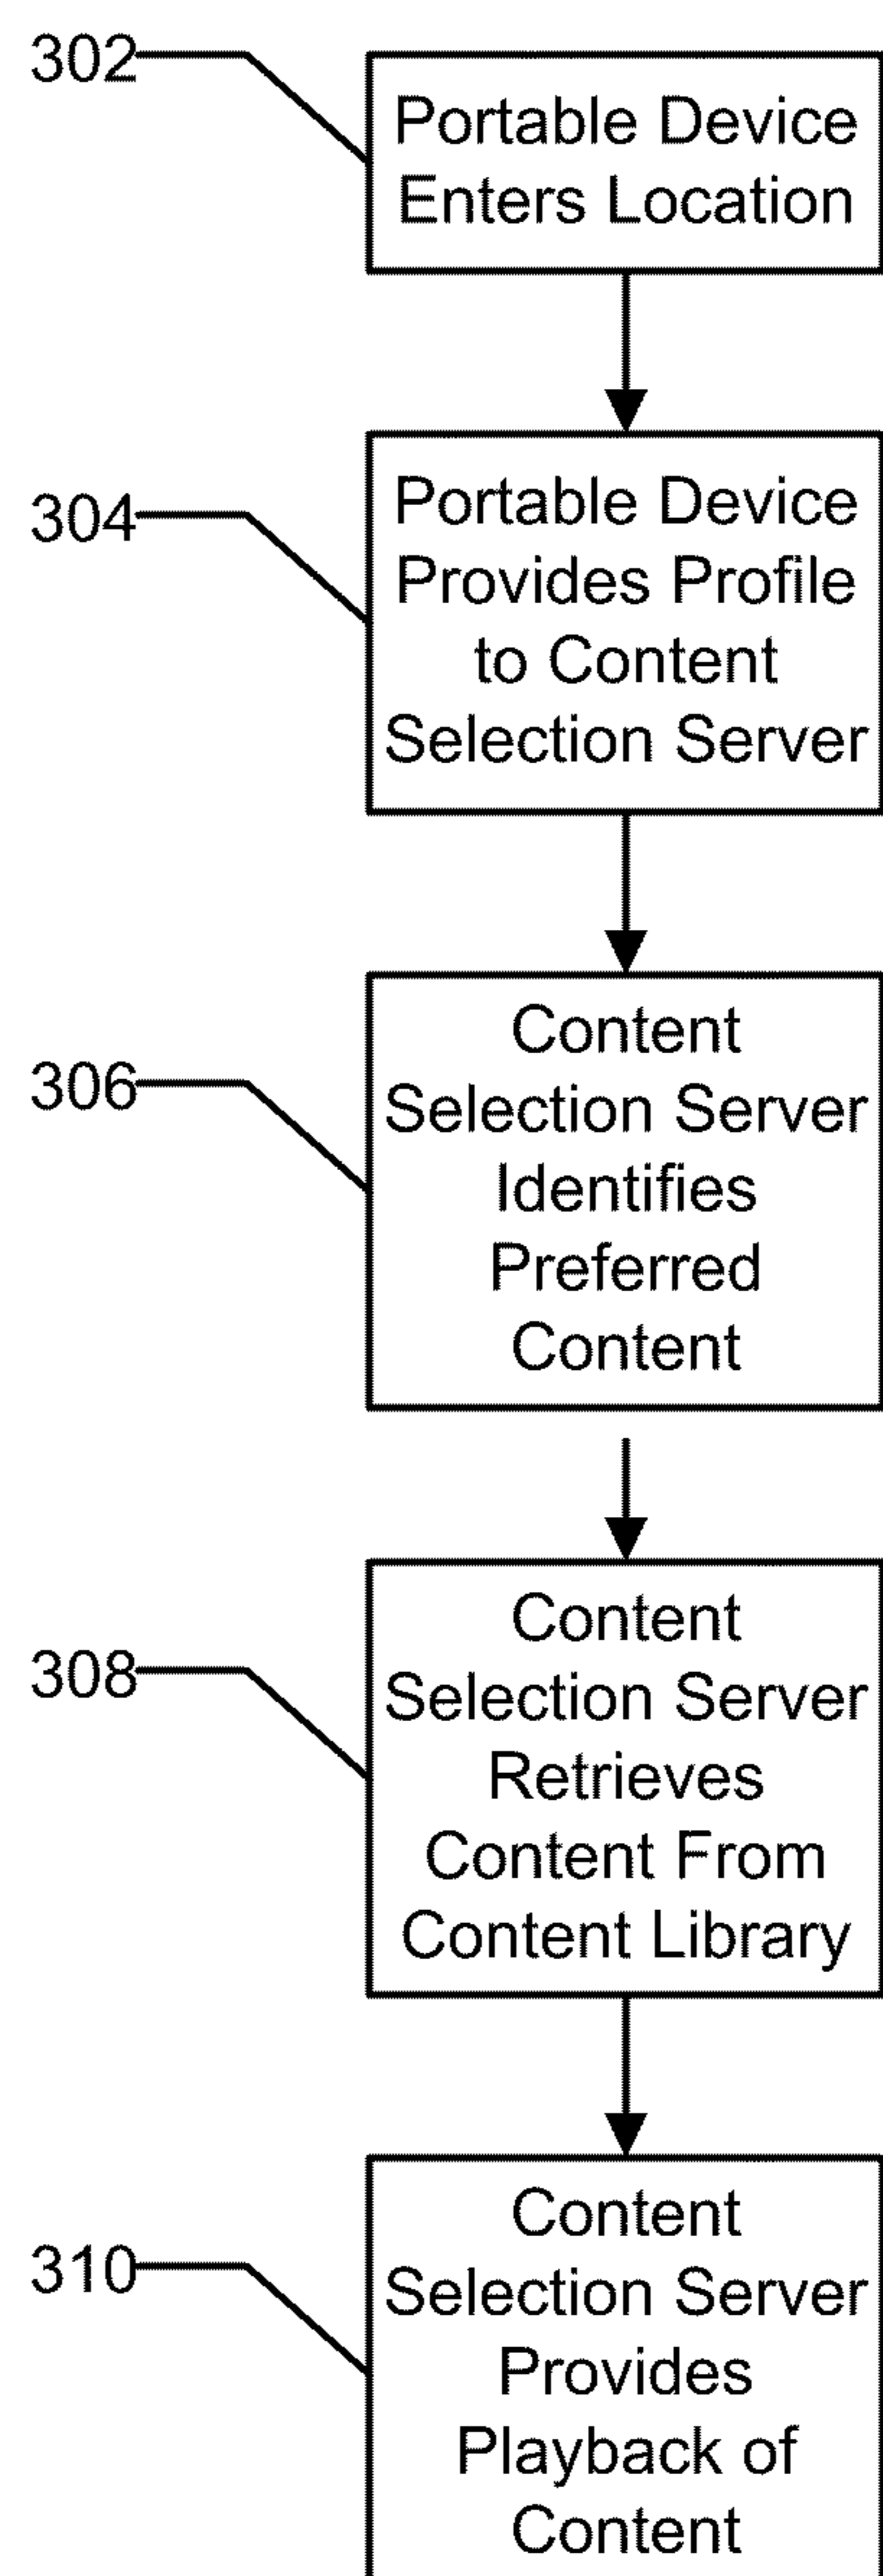 302
Portable Device
Enters Location
304
Portable Device
Provides Profile
to Content
Selection Server
306
Content
Selection Server
Identifies
Preferred
Content
308
Content
Selection Server
Retrieves
Content From
Content Library
310
Content
Selection Server
Provides
Playback of
Content